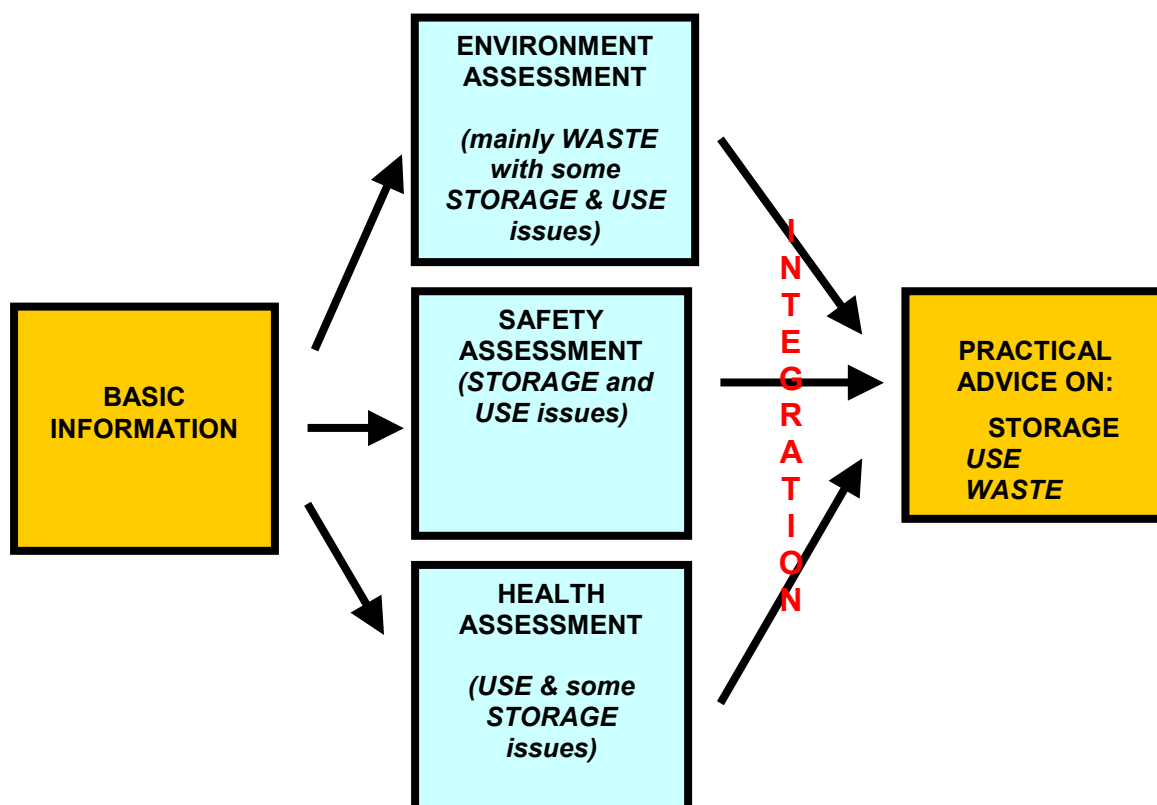 BASIC
INFORMATION
ENVIRONMENT
ASSESSMENT
(mainly WASTE
with some
STORAGE & USE
issues)
SAFETY
ASSESSMENT
(STORAGE and
USE issues)
HEALTH
ASSESSMENT
(USE & some
STORAGE
issues)
INTEGRATION
PRACTICAL
ADVICE ON:
STORAGE
USE
WASTE